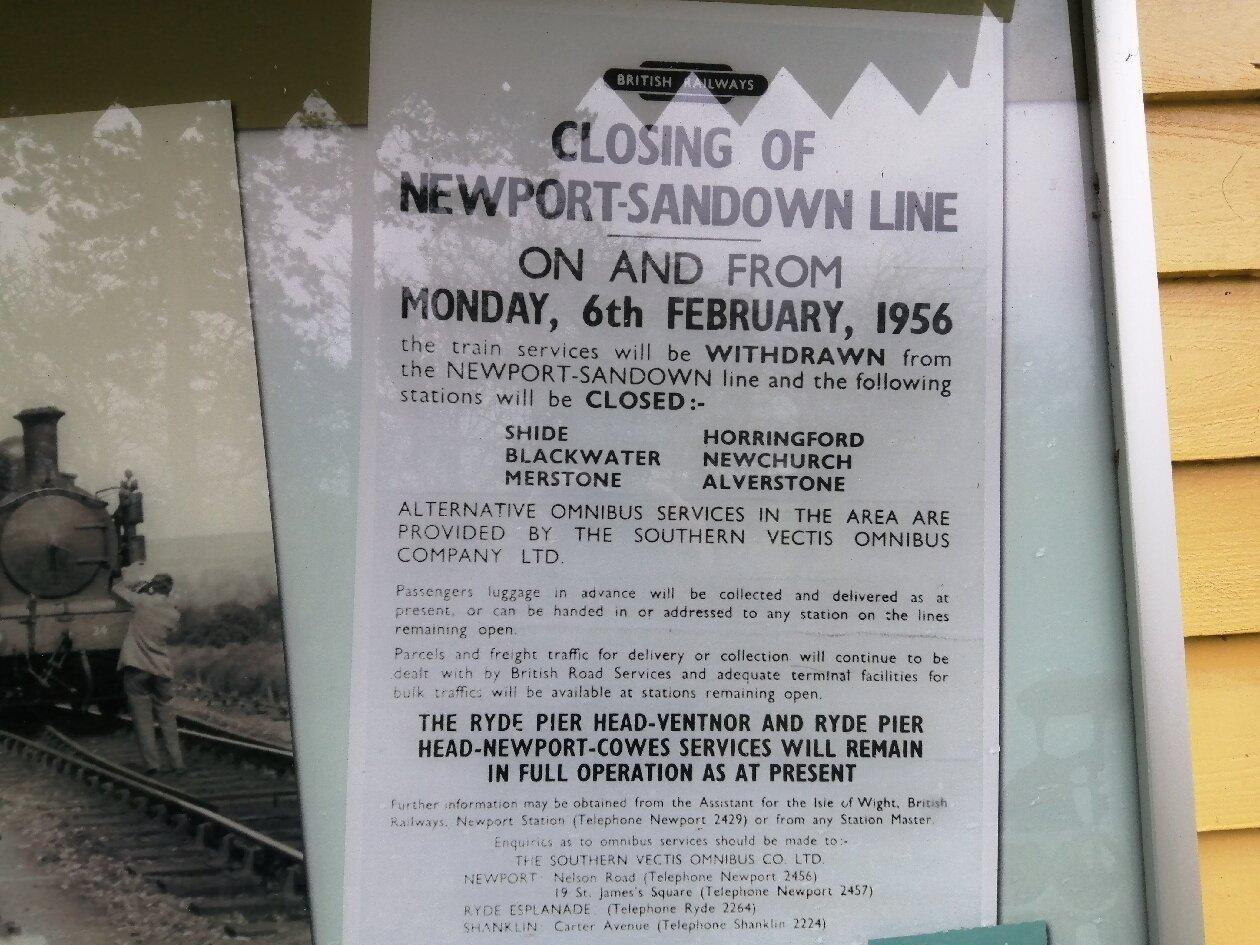 BRITISH RAILWAYS
CLOSING OF
NEWPORT-SANDOWN LINE
ON AND FROM
MONDAY, 6th FEBRUARY, 1956
the train services will be WITHDRAWN from
the NEWPORT-SANDOWN line and the following
stations will be CLOSED:-
SHIDE HORRINGFORD
BLACKWATER NEWCHURCH
MERSTONE ALVERSTONE
ALTERNATIVE OMNIBUS SERVICES IN THE AREA ARE
PROVIDED BY THE SOUTHERN VECTIS OMNIBUS
COMPANY LTD.
Passengers luggage in advance will be collected and delivered as at
present, or can be handed in or addressed to any station on the lines
remaining open.
Parcels and freight traffic for delivery or collection will continue to be
dealt with by British Road Services and adequate terminal facilities for
bulk traffic will be available at stations remaining open.
THE RYDE PIER HEAD-VENTNOR AND RYDE PIER
HEAD-NEWPORT-COWES SERVICES WILL REMAIN
IN FULL OPERATION AS AT PRESENT
Further information may be obtained from the Assistant for the Isle of Wight, British
Railways, Newport Station (Telephone Newport 2429) or from any Station Master.
Enquiries as to omnibus services should be made to:-
THE SOUTHERN VECTIS OMNIBUS CO. LTD.
NEWPORT: Nelson Road (Telephone Newport 2456)
19 St. James's Square (Telephone Newport 2457)
RYDE ESPLANADE: (Telephone Ryde 2264)
SHANKLIN: Carter Avenue (Telephone Shanklin 2224)
24